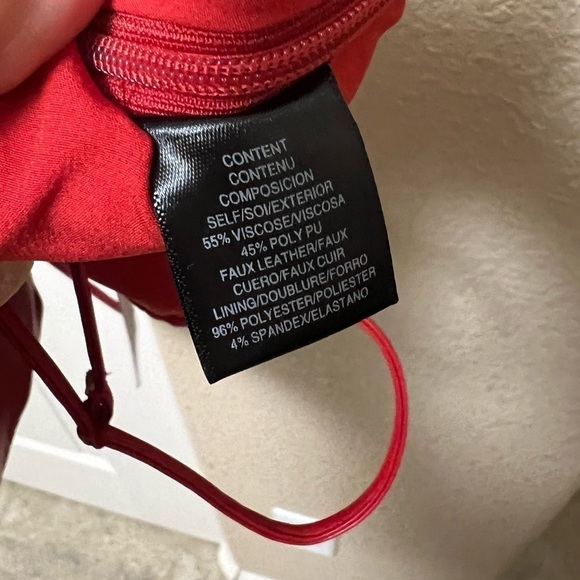 CONTENT
CONTENU
COMPOSICION
SELF/SOI/EXTERIOR
55% VISCOSE/VISCOSA
45% POLY PU
FAUX LEATHER/FAUX
CUERO/FAUX CUIR
LINING/DOUBLURE/FORRO
96% POLYESTER/POLIESTER
4% SPANDEX/ELASTANO